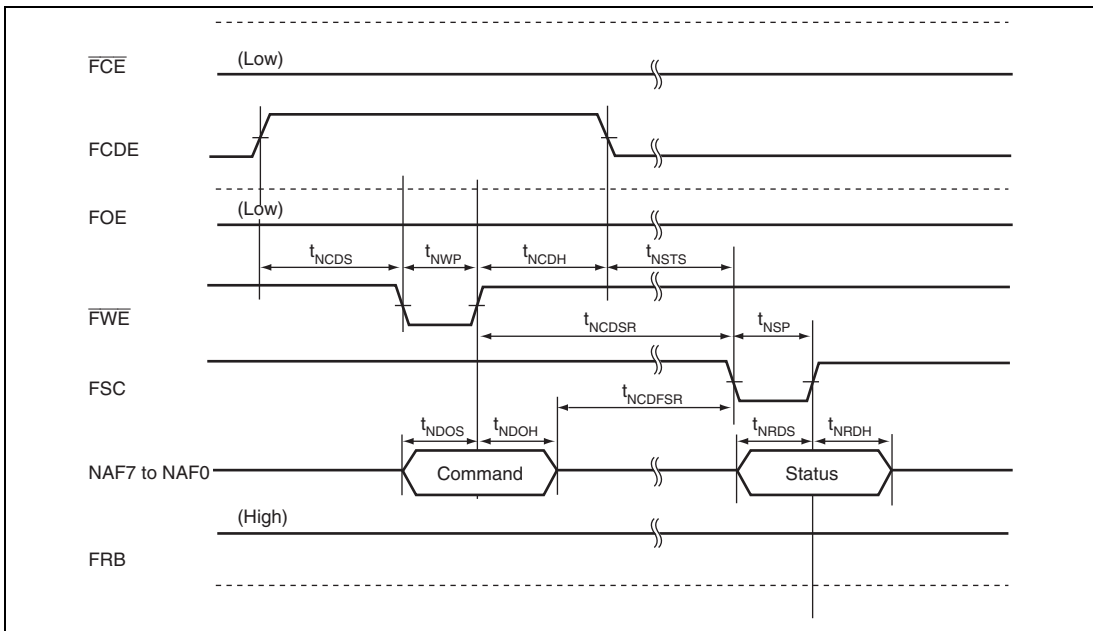 FCE
(Low)
FCDE
FOE
(Low)
tNCDS
tNWP
tNCDH
tNSTS
FWE
tNCDSR
tNSP
FSC
tNCDFSR
tNDOS
tNDOH
tNRDS
tNRDH
NAF7 to NAF0
Command
Status
(High)
FRB